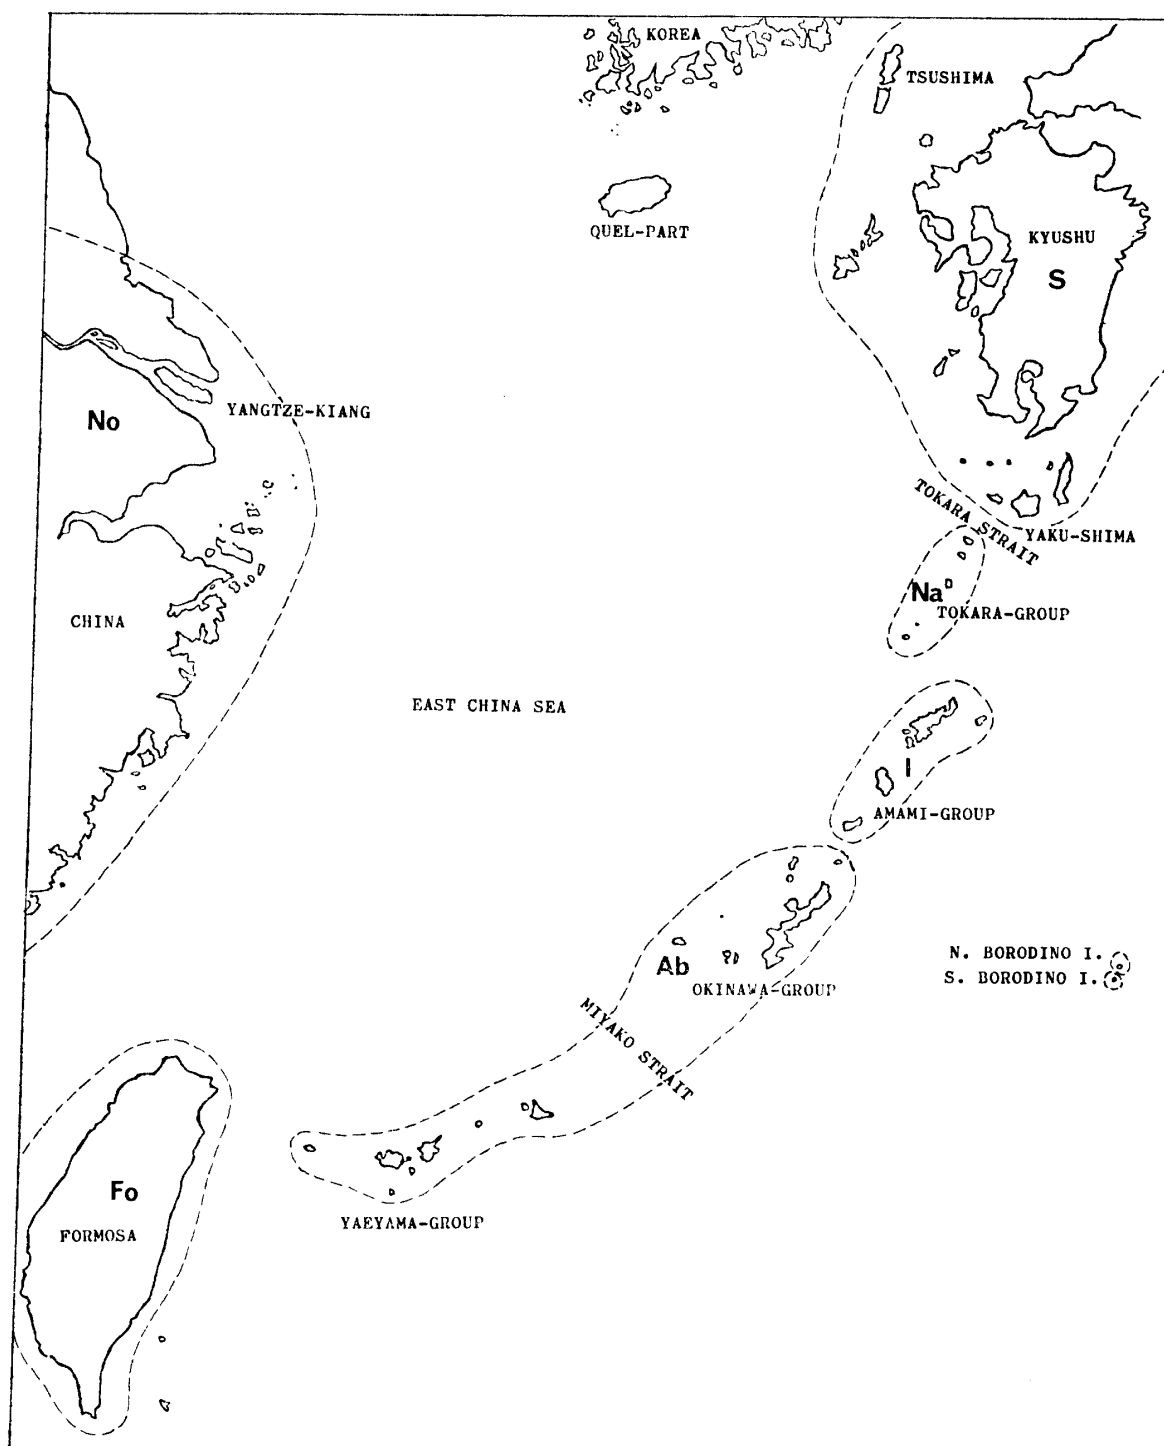 KOREA
TSUSHIMA
QUEL-PART
KYUSHU
S
YANGTZE-KIANG
No
TOKARA STRAIT
YAKU-SHIMA
Na
TOKARA-GROUP
CHINA
EAST CHINA SEA
I
AMAMI-GROUP
N. BORODINO I.
S. BORODINO I.
Ab
OKINAWA-GROUP
MIYAKO STRAIT
Fo
FORMOSA
YAEYAMA-GROUP